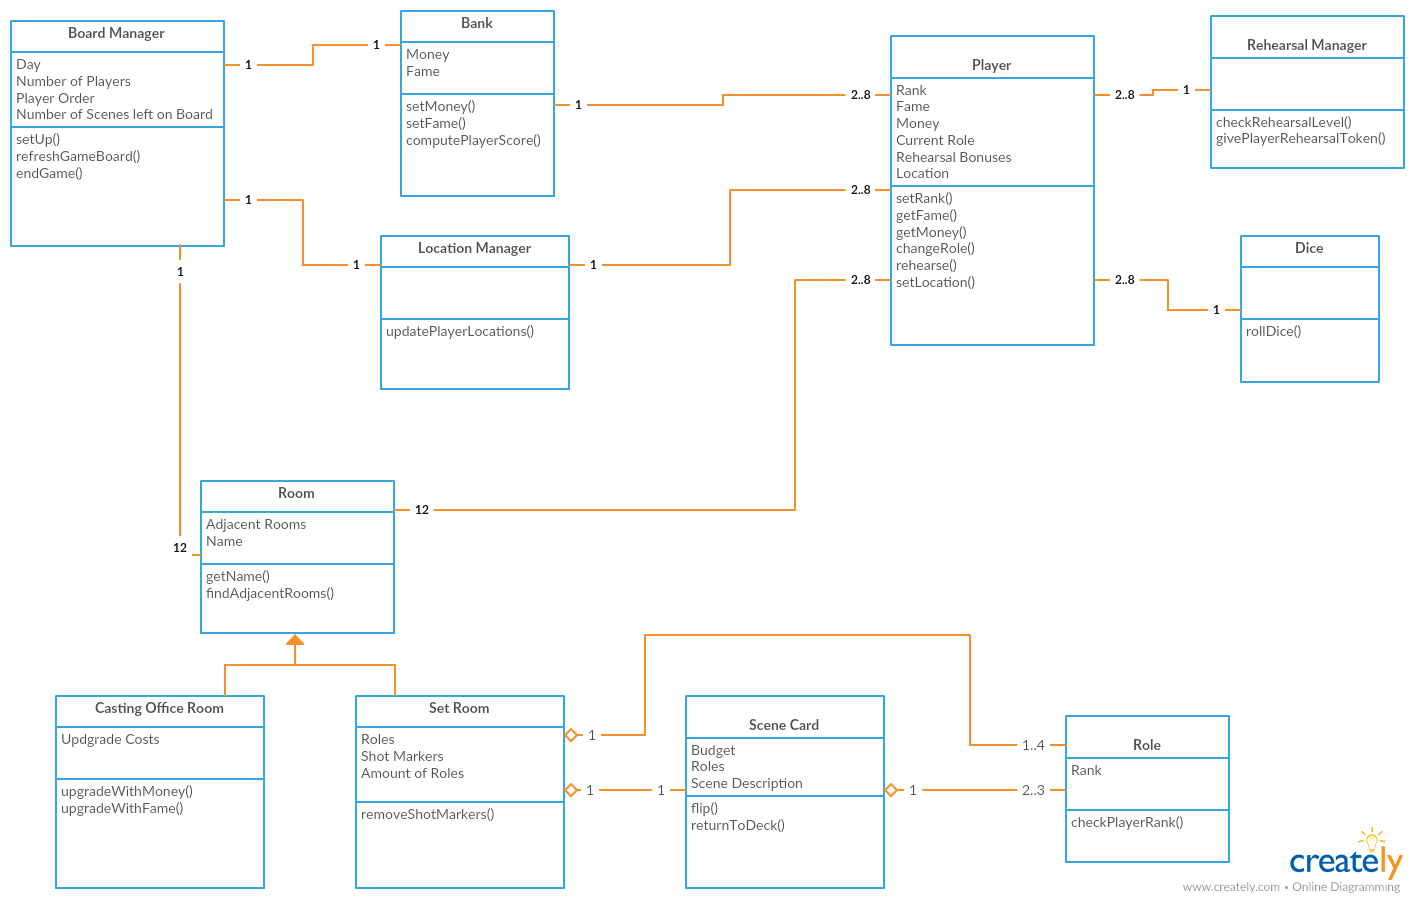 Board Manager
Day
Number of Players
Player Order
Number of Scenes left on Board
setUp()
refreshGameBoard()
endGame()
1
1
Bank
Money
Fame
setMoney()
setFame()
computePlayerScore()
1
2..8
Player
Rank
Fame
Money
Current Role
Rehearsal Bonuses
Location
setRank()
getFame()
getMoney()
changeRole()
rehearse()
setLocation()
2..8
1
Rehearsal Manager
checkRehearsalLevel()
givePlayerRehearsalToken()
1
1
Location Manager
updatePlayerLocations()
1
2..8
2..8
2..8
1
Dice
rollDice()
1
12
Room
Adjacent Rooms
Name
getName()
findAdjacentRooms()
12
Casting Office Room
Updgrade Costs
upgradeWithMoney()
upgradeWithFame()
Set Room
Roles
Shot Markers
Amount of Roles
removeShotMarkers()
1
1..4
1
1
Scene Card
Budget
Roles
Scene Description
flip()
returnToDeck()
1
2..3
Role
Rank
checkPlayerRank()
creately
www.creately.com • Online Diagramming